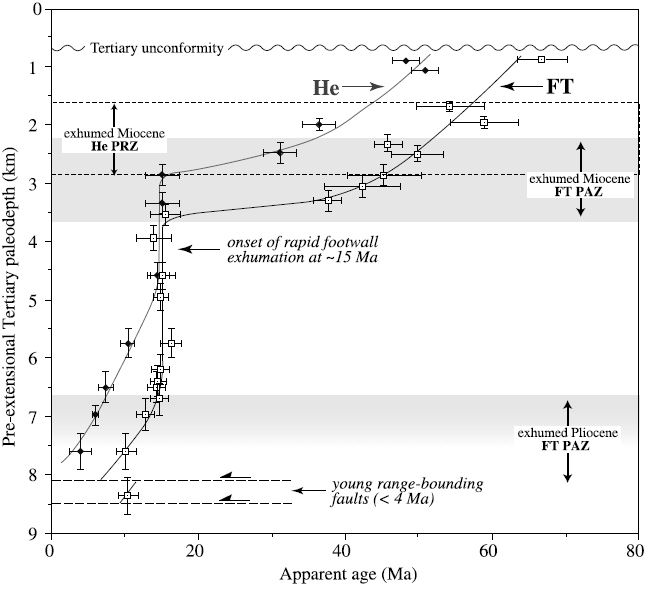 0
Tertiary unconformity
1
He
FT
2
exhumed Miocene
He PRZ
3
exhumed Miocene
FT PAZ
4
onset of rapid footwall
exhumation at ~15 Ma
5
6
7
exhumed Pliocene
FT PAZ
8
young range-bounding
faults (< 4 Ma)
9
Pre-extensional Tertiary paleodepth (km)
0 20 40 60 80
Apparent age (Ma)